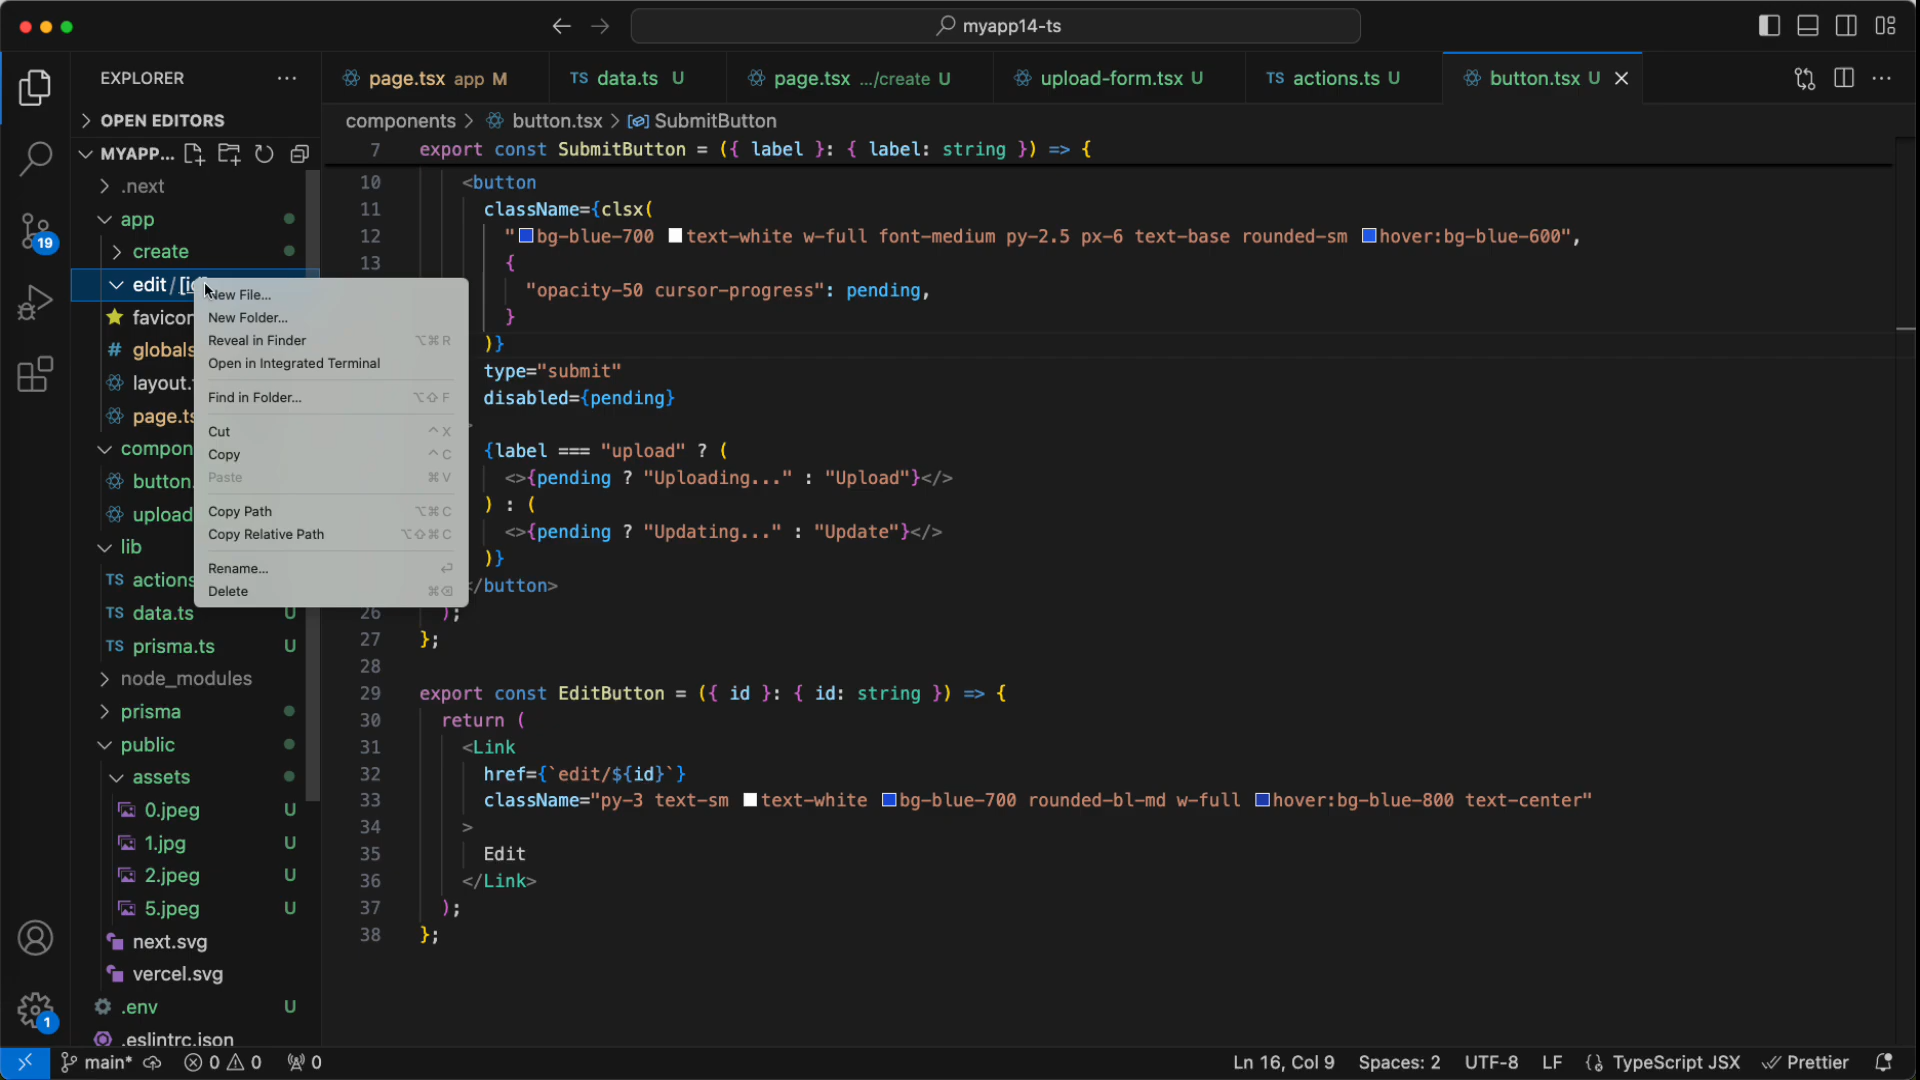 myapp14-ts
EXPLORER
page.tsx app M
TS data.ts U
page.tsx .../create U
upload-form.tsx U
TS actions.ts U
button.tsx U
OPEN EDITORS
components > button.tsx > SubmitButton
MYAPP...
.next
app
create
edit / [id
favicon
# globals
layout.
page.ts
compon
button.
upload
lib
TS actions
TS data.ts U
TS prisma.ts U
node_modules
prisma
public
assets
0.jpeg U
1.jpg U
2.jpeg U
5.jpeg U
next.svg
vercel.svg
.env U
.eslintrc.json
19
1
New File...
New Folder...
Reveal in Finder ⌥⌘R
Open in Integrated Terminal
Find in Folder... ⌥⇧F
Cut ^X
Copy ^C
Paste ⌘V
Copy Path ⌥⌘C
Copy Relative Path ⌥⇧⌘C
Rename... ⏎
Delete ⌘⌫
7 export const SubmitButton = ({ label }: { label: string }) => {
10 <button
11 className={clsx(
12 "bg-blue-700 text-white w-full font-medium py-2.5 px-6 text-base rounded-sm hover:bg-blue-600",
13 {
"opacity-50 cursor-progress": pending,
}
)}
type="submit"
disabled={pending}
>
{label === "upload" ? (
<>{pending ? "Uploading..." : "Upload"}</>
) : (
<>{pending ? "Updating..." : "Update"}</>
)}
</button>
26 );
27 };
28
29 export const EditButton = ({ id }: { id: string }) => {
30 return (
31 <Link
32 href={`edit/${id}`}
33 className="py-3 text-sm text-white bg-blue-700 rounded-bl-md w-full hover:bg-blue-800 text-center"
34 >
35 Edit
36 </Link>
37 );
38 };
main* 0 0 0
Ln 16, Col 9 Spaces: 2 UTF-8 LF TypeScript JSX Prettier